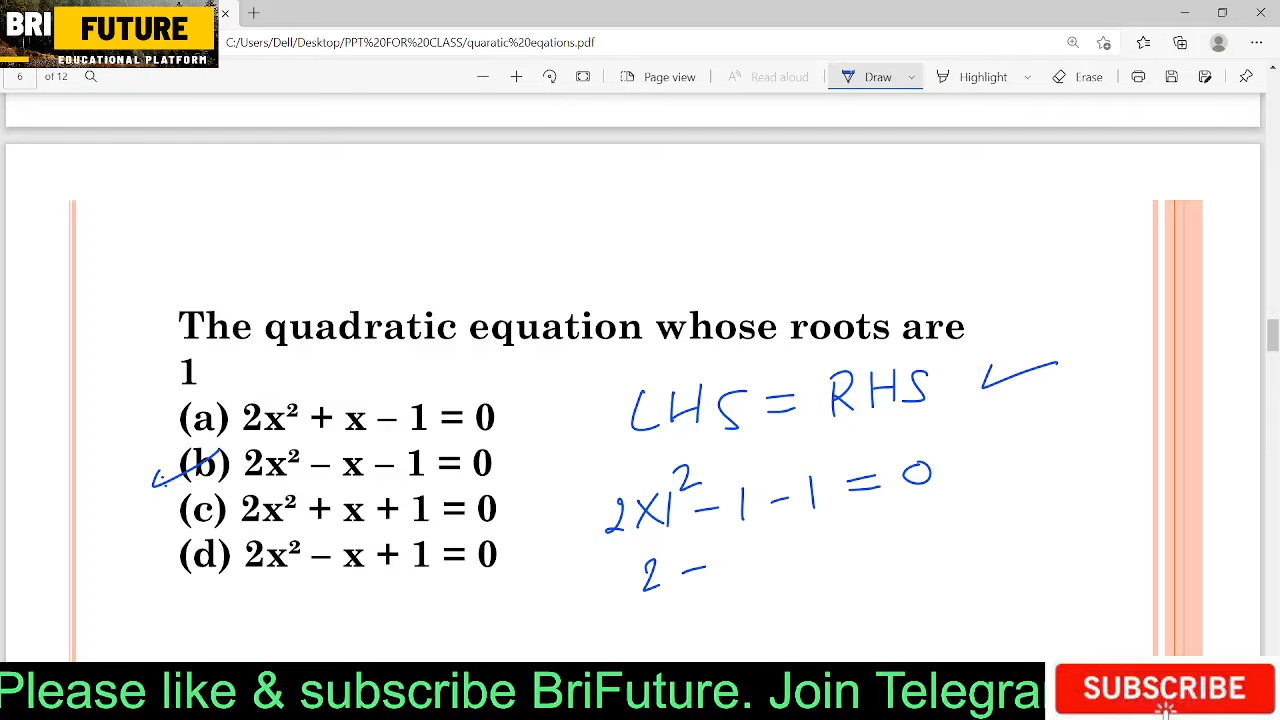 BRI FUTURE
EDUCATIONAL PLATFORM
C:/Users/Dell/Desktop/PPT%20FOR%20CLASS/quaratic%20eqations.pdf
6 of 12
Page view
Read aloud
Draw
Highlight
Erase
The quadratic equation whose roots are
1
(a) 2x² + x – 1 = 0
(b) 2x² – x – 1 = 0
(c) 2x² + x + 1 = 0
(d) 2x² – x + 1 = 0
LHS = RHS
2×1² - 1 - 1 = 0
2 -
Please like & subscribe BriFuture. Join Telegra
SUBSCRIBE